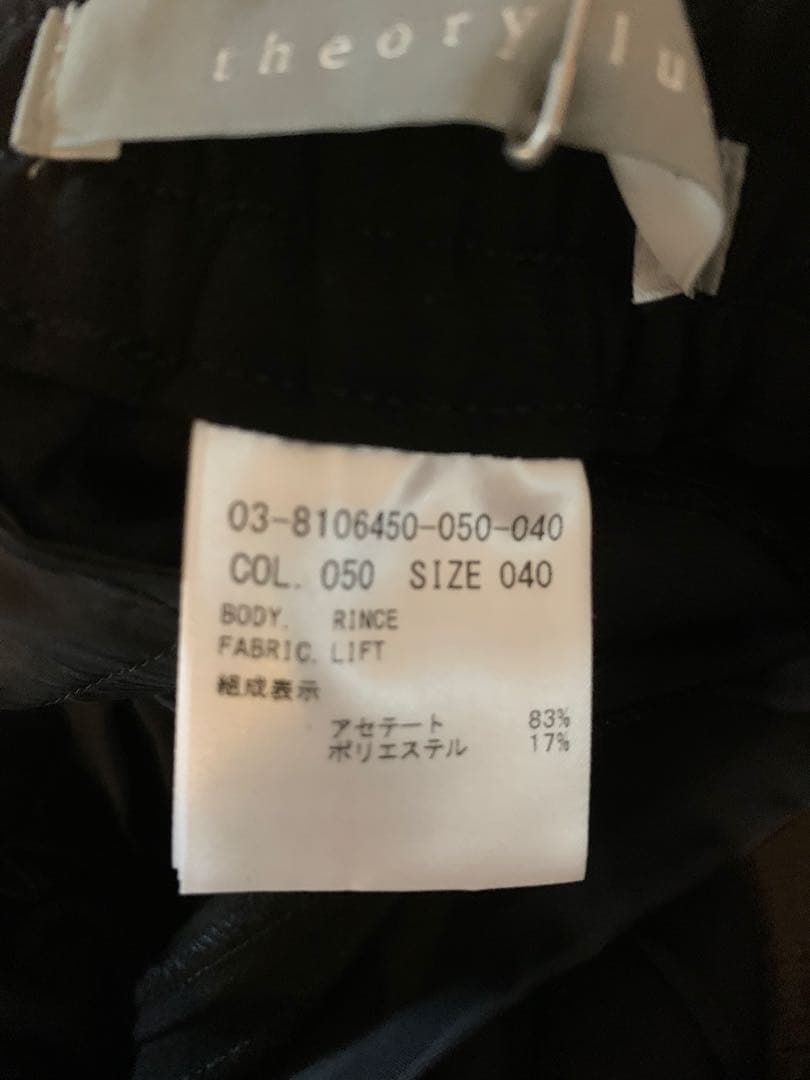 theory lu
03-8106450-050-040
COL. 050 SIZE 040
BODY. RINCE
FABRIC. LIFT
組成表示
アセテート 83%
ポリエステル 17%